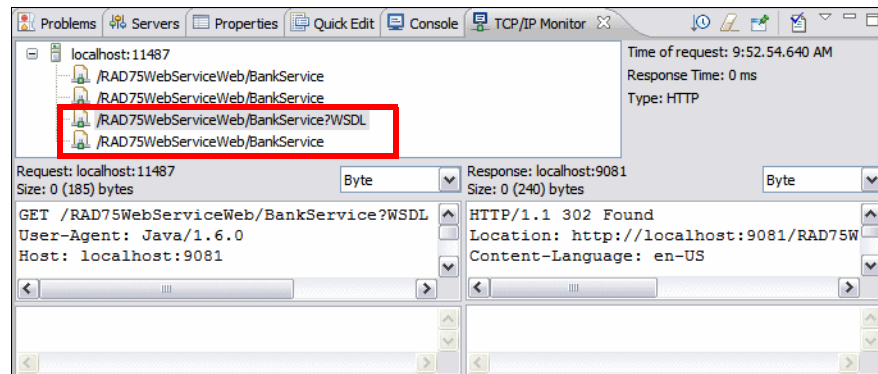 Problems Servers Properties Quick Edit Console TCP/IP Monitor
localhost:11487
/RAD75WebServiceWeb/BankService
/RAD75WebServiceWeb/BankService
/RAD75WebServiceWeb/BankService?WSDL
/RAD75WebServiceWeb/BankService
Time of request: 9:52.54.640 AM
Response Time: 0 ms
Type: HTTP
Request: localhost:11487
Size: 0 (185) bytes
Byte
Response: localhost:9081
Size: 0 (240) bytes
Byte
GET /RAD75WebServiceWeb/BankService?WSDL
User-Agent: Java/1.6.0
Host: localhost:9081
HTTP/1.1 302 Found
Location: http://localhost:9081/RAD75W
Content-Language: en-US